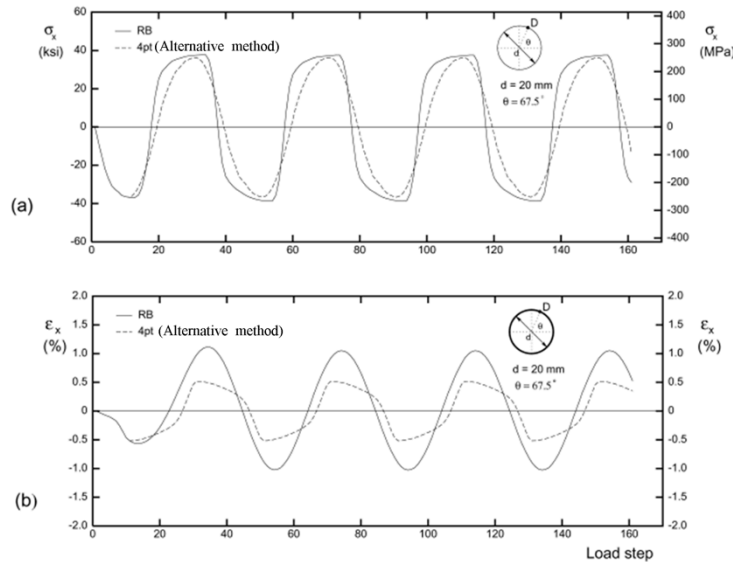 σx
(ksi)
σx
(MPa)
RB
4pt (Alternative method)
D
θ
d
d = 20 mm
θ = 67.5°
60
40
20
0
-20
-40
-60
400
300
200
100
0
-100
-200
-300
-400
0 20 40 60 80 100 120 140 160
(a)
εx
(%)
εx
(%)
RB
4pt (Alternative method)
D
θ
d
d = 20 mm
θ = 67.5°
2.0
1.5
1.0
0.5
0
-0.5
-1.0
-1.5
-2.0
2.0
1.5
1.0
0.5
0
-0.5
-1.0
-1.5
-2.0
0 20 40 60 80 100 120 140 160
(b)
Load step